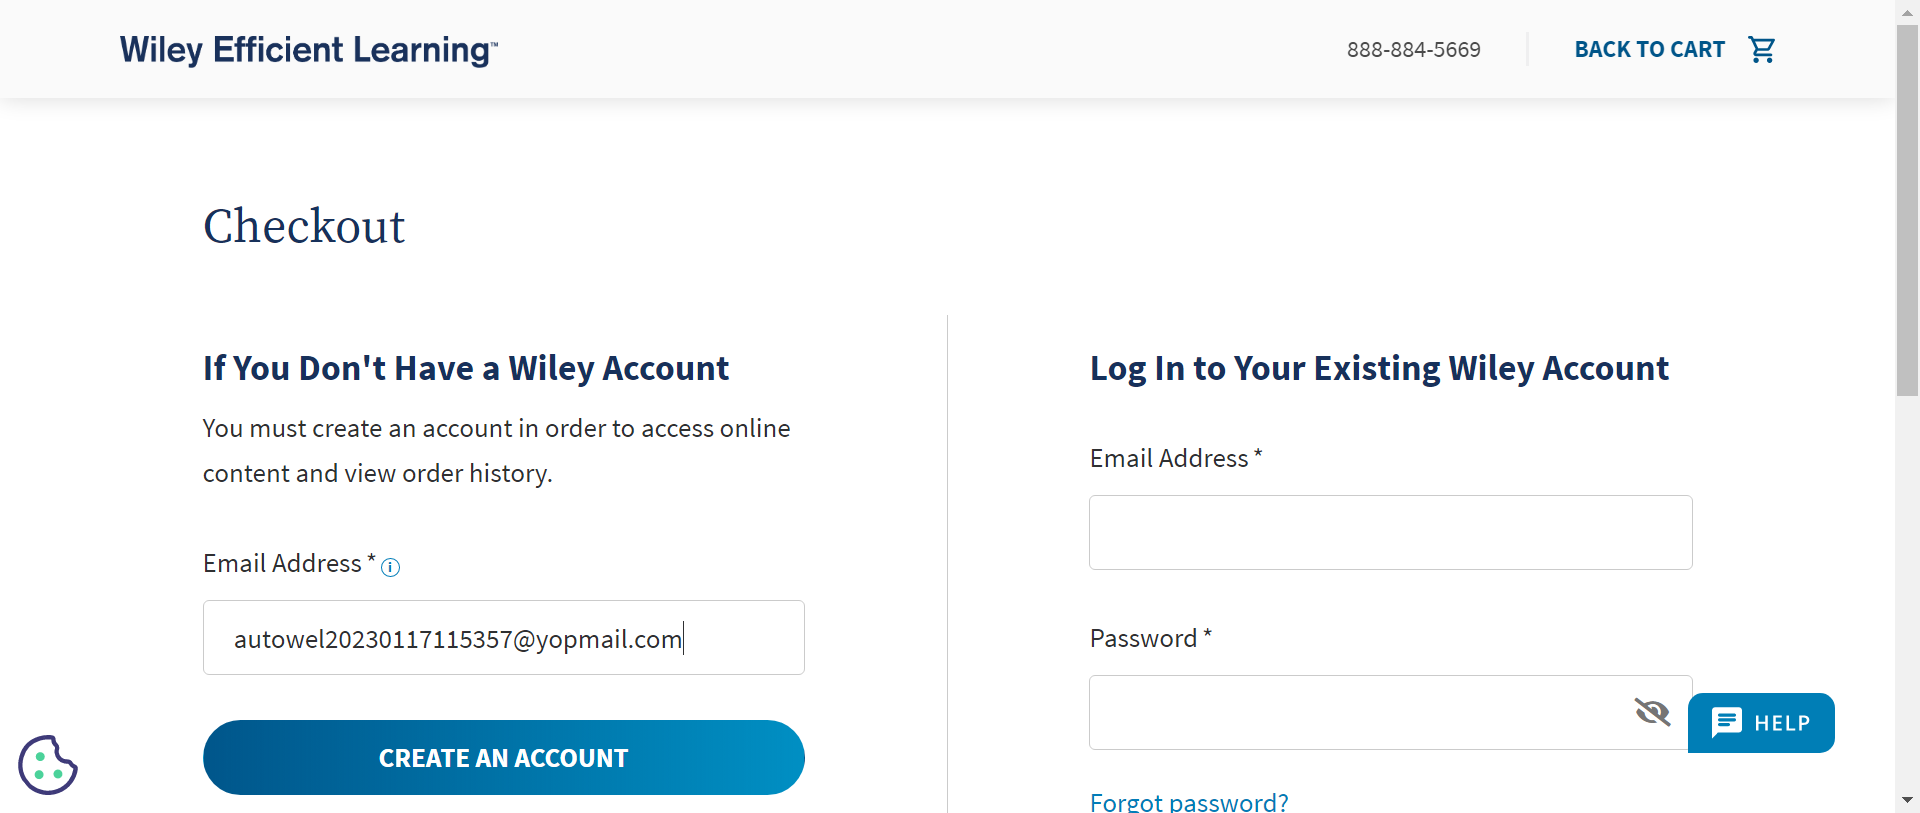 Wiley Efficient Learning™
888-884-5669
BACK TO CART
Checkout
If You Don't Have a Wiley Account
You must create an account in order to access online
content and view order history.
Email Address *
autowel20230117115357@yopmail.com
CREATE AN ACCOUNT
Log In to Your Existing Wiley Account
Email Address *
Password *
HELP
Forgot password?